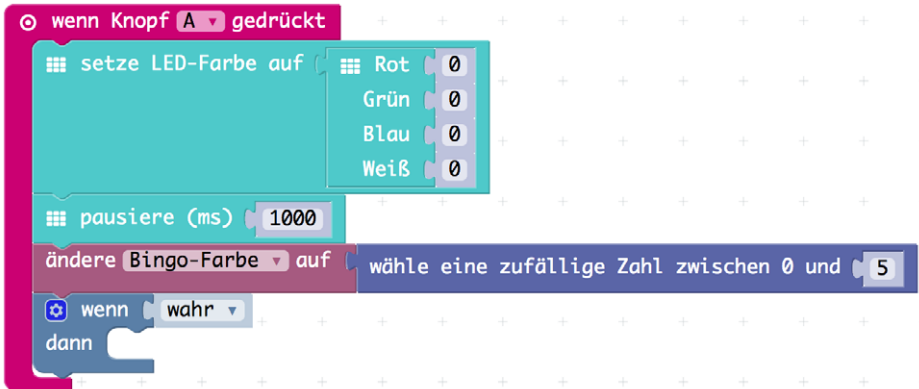 wenn Knopf A gedrückt
setze LED-Farbe auf Rot 0
Grün 0
Blau 0
Weiß 0
pausiere (ms) 1000
ändere Bingo-Farbe auf wähle eine zufällige Zahl zwischen 0 und 5
wenn wahr
dann